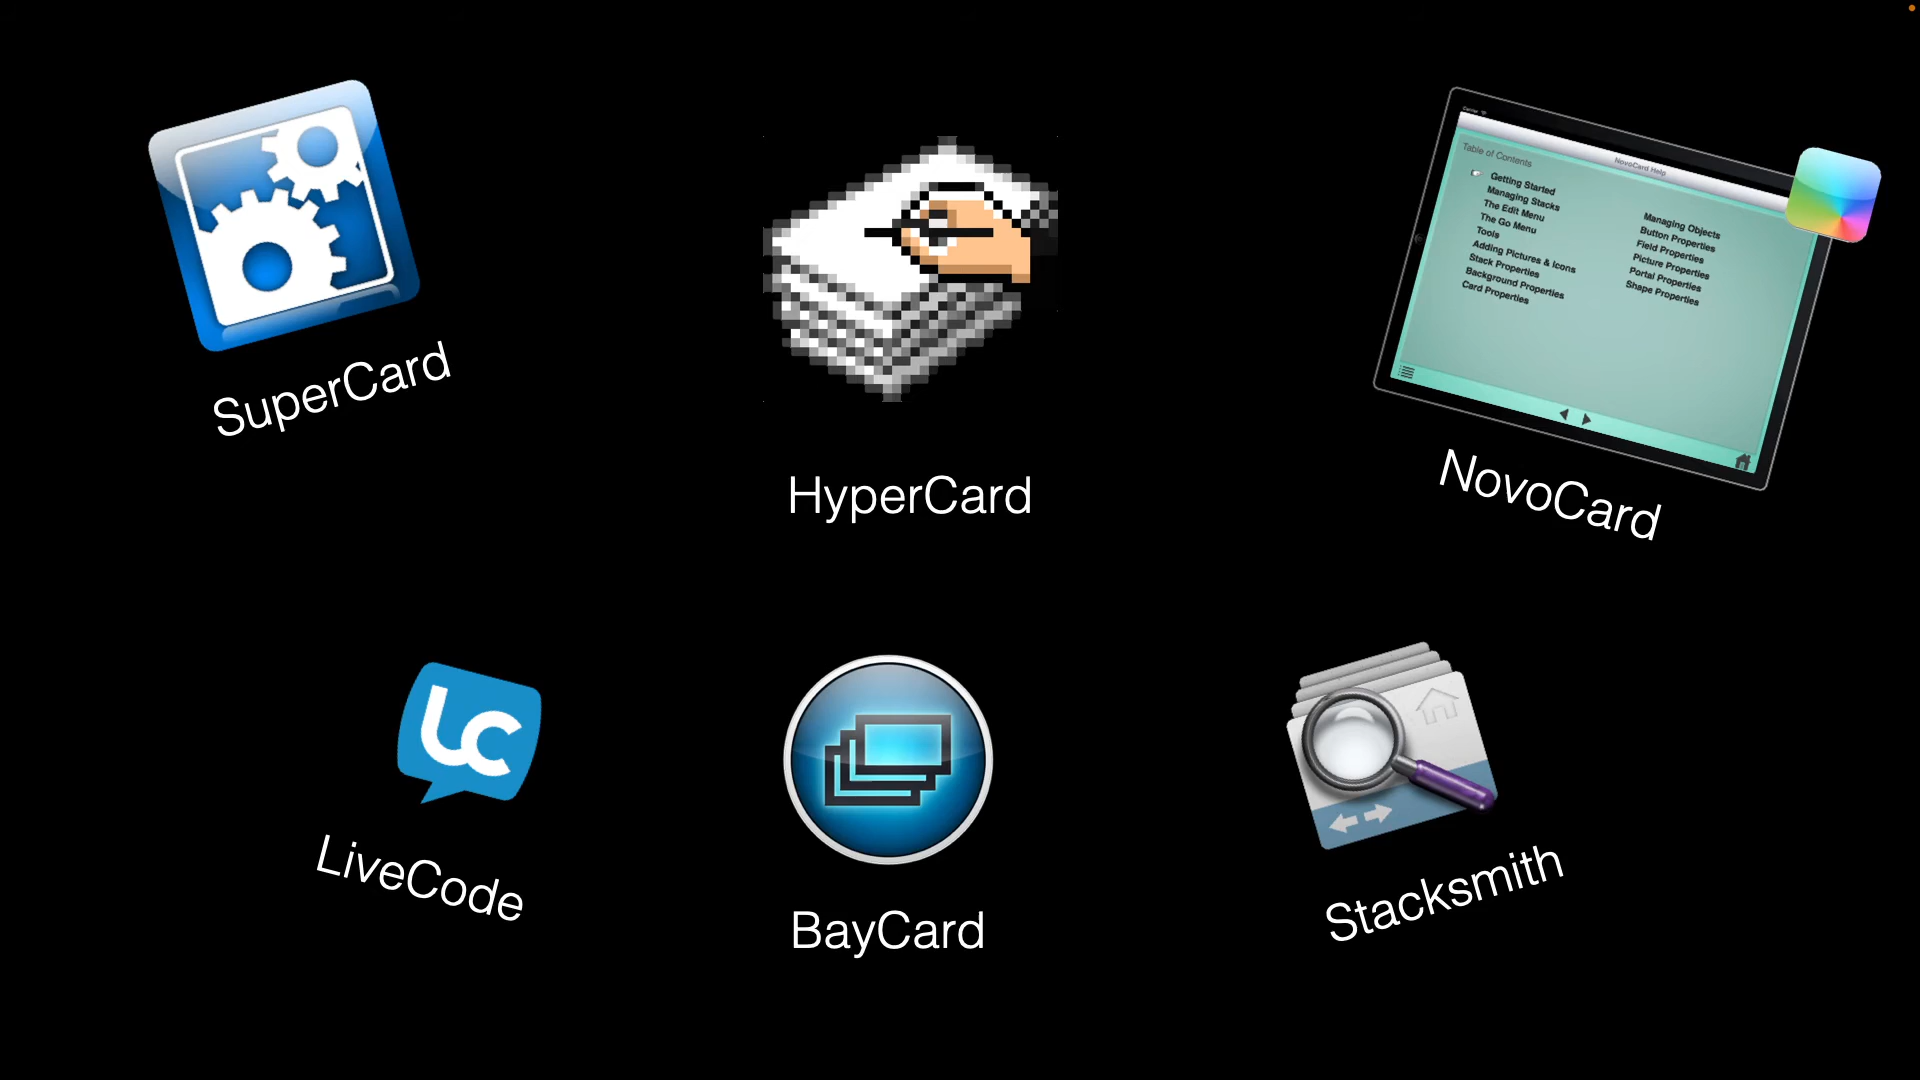 SuperCard
HyperCard
NovoCard Help
Table of Contents
Getting Started
Managing Stacks
The Edit Menu
The Go Menu
Tools
Adding Pictures & Icons
Stack Properties
Background Properties
Card Properties
Managing Objects
Button Properties
Field Properties
Picture Properties
Portal Properties
Shape Properties
NovoCard
LC
LiveCode
BayCard
Stacksmith